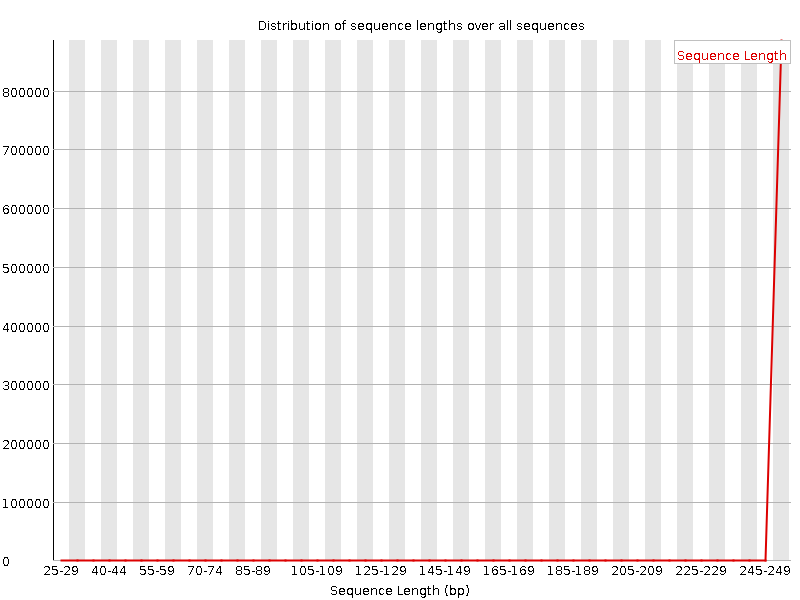 Distribution of sequence lengths over all sequences
Sequence Length
800000
700000
600000
500000
400000
300000
200000
100000
0
25-29 40-44 55-59 70-74 85-89 105-109 125-129 145-149 165-169 185-189 205-209 225-229 245-249
Sequence Length (bp)